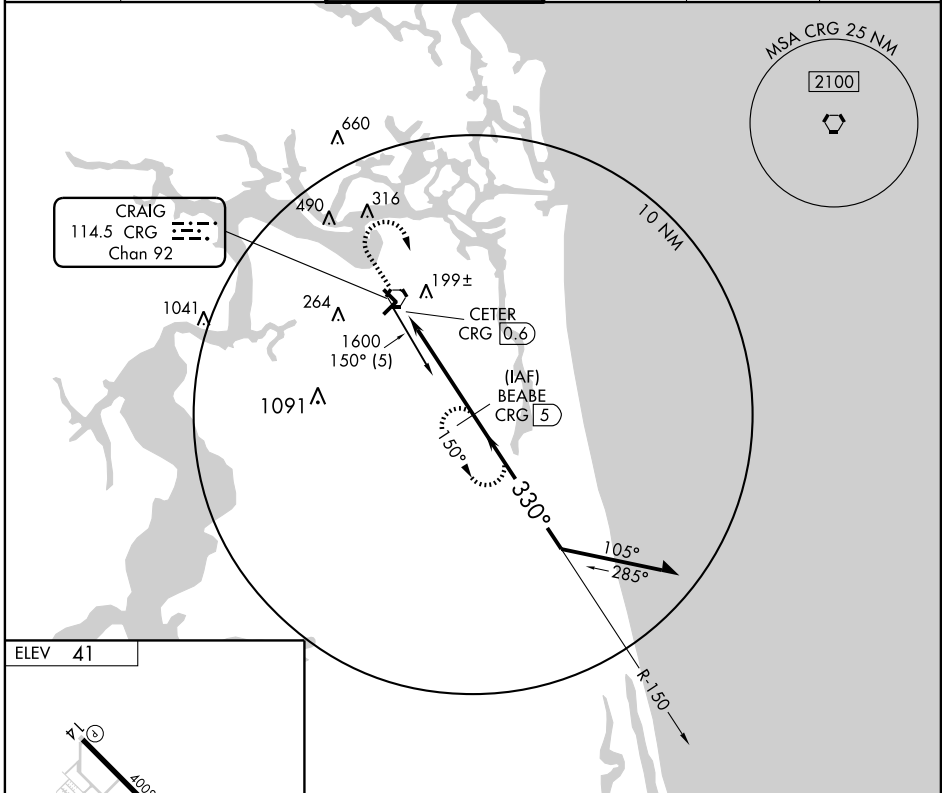 MSA CRG 25 NM
2100
660
CRAIG
114.5 CRG
Chan 92
490
316
10 NM
199±
1041
264
CETER
CRG 0.6
1600
150° (5)
(IAF)
BEABE
CRG 5
1091
150°
330°
105°
285°
R-150
ELEV 41
14
P